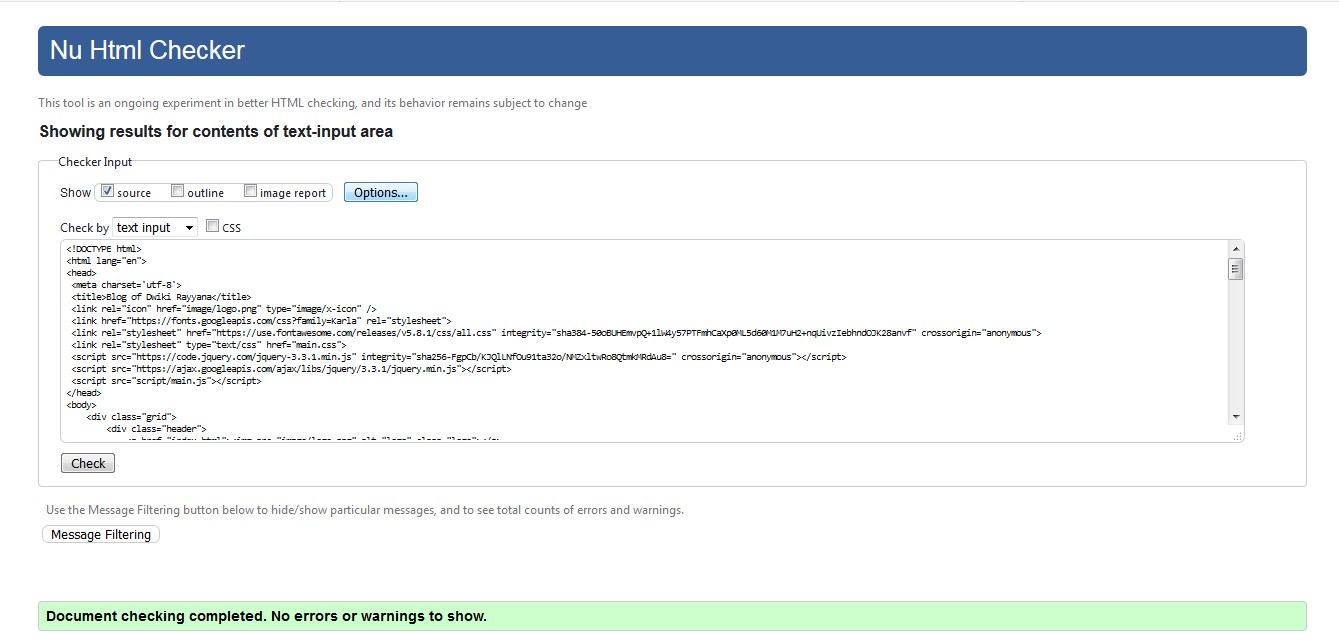 Nu Html Checker
This tool is an ongoing experiment in better HTML checking, and its behavior remains subject to change
Showing results for contents of text-input area
Checker Input
Show source outline image report Options...
Check by text input CSS
<!DOCTYPE html>
<html lang="en">
<head>
<meta charset='utf-8'>
<title>Blog of Dwiki Rayyana</title>
<link rel="icon" href="image/logo.png" type="image/x-icon" />
<link href="https://fonts.googleapis.com/css?family=Karla" rel="stylesheet">
<link rel="stylesheet" href="https://use.fontawesome.com/releases/v5.8.1/css/all.css" integrity="sha384-50oBUHEmvpQ+1lW4y57PTFmhCaXp0ML5d60M1M7uH2+nqUivzIebhndOJK28anvf" crossorigin="anonymous">
<link rel="stylesheet" type="text/css" href="main.css">
<script src="https://code.jquery.com/jquery-3.3.1.min.js" integrity="sha256-FgpCb/KJQlLNfOu91ta32o/NMZxltwRo8QtmkMRdAu8=" crossorigin="anonymous"></script>
<script src="https://ajax.googleapis.com/ajax/libs/jquery/3.3.1/jquery.min.js"></script>
<script src="script/main.js"></script>
</head>
<body>
<div class="grid">
<div class="header">
Check
Use the Message Filtering button below to hide/show particular messages, and to see total counts of errors and warnings.
Message Filtering
Document checking completed. No errors or warnings to show.